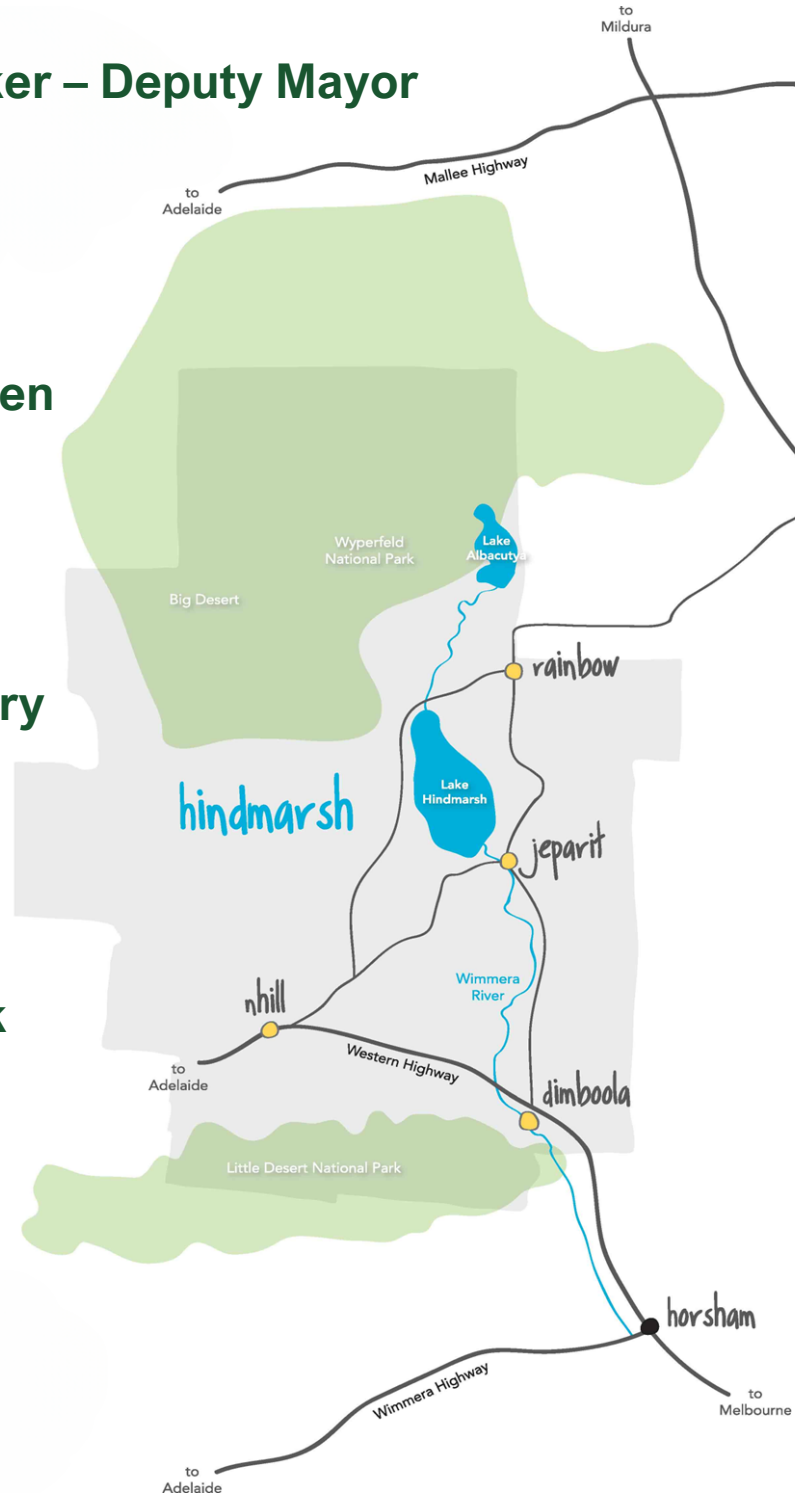 to
Mildura
ker – Deputy Mayor
Mallee Highway
to
Adelaide
en
Wyperfeld
National Park
Lake
Albacutya
Big Desert
rainbow
ry
hindmarsh
Lake
Hindmarsh
jeparit
Wimmera
River
nhill
k
Western Highway
to
Adelaide
dimboola
Little Desert National Park
horsham
Wimmera Highway
to
Melbourne
to
Adelaide